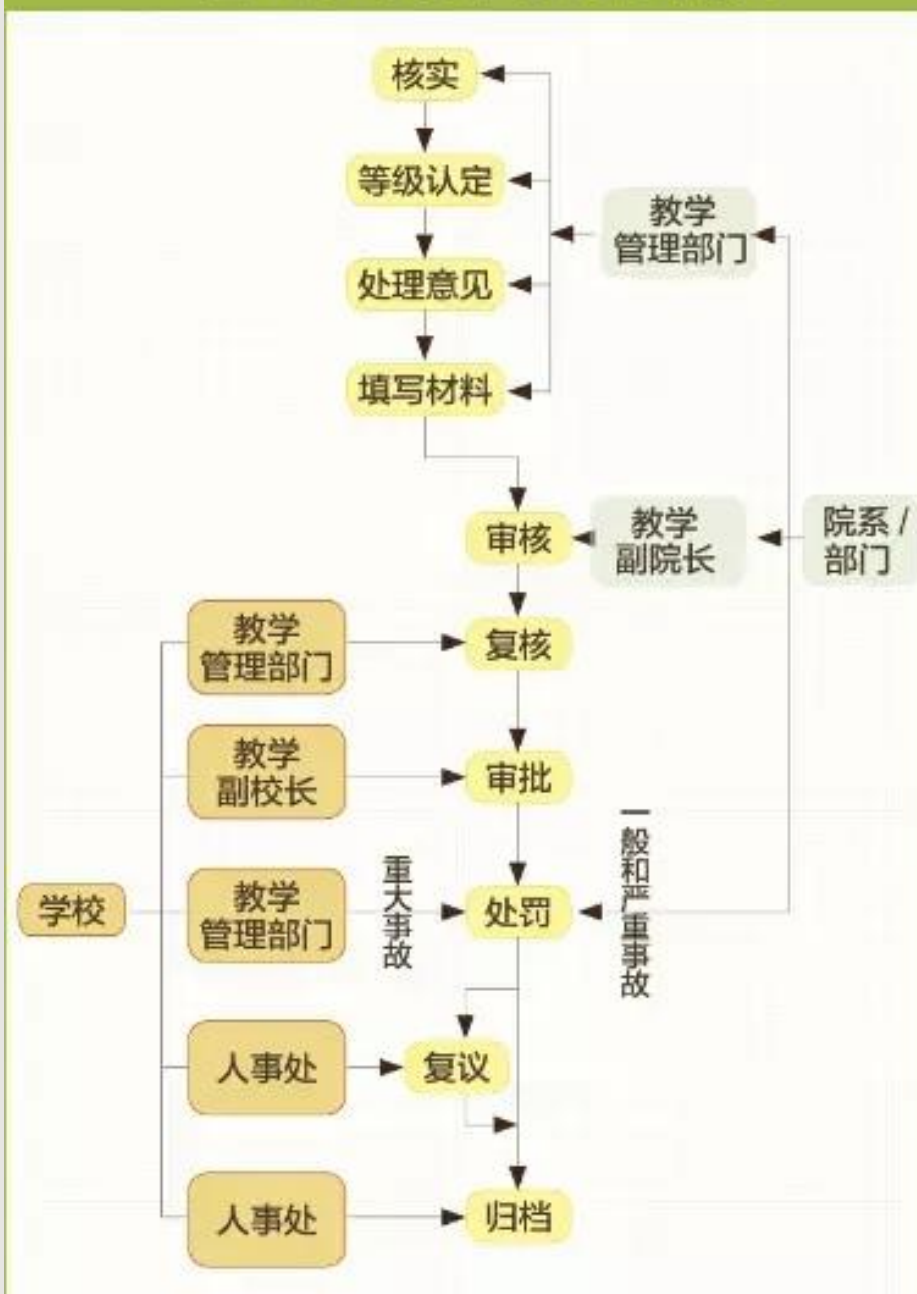 核实
等级认定
教学
管理部门
处理意见
填写材料
审核
教学
副院长
院系 /
部门
教学
管理部门
复核
教学
副校长
审批
一般和严重事故
学校
教学
管理部门
重大事故
处罚
人事处
复议
人事处
归档